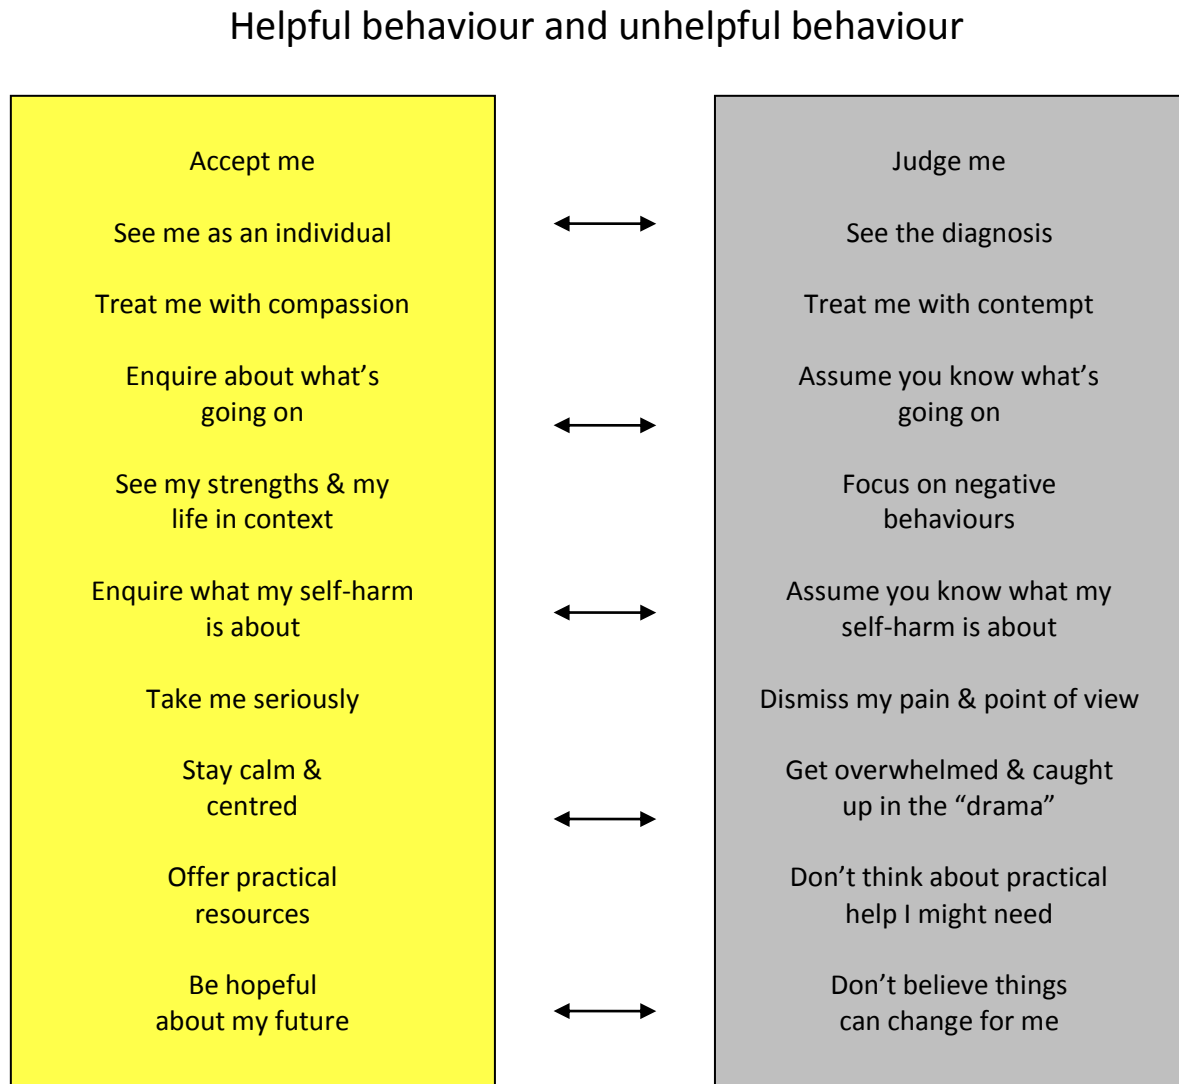 Helpful behaviour and unhelpful behaviour
Accept me
See me as an individual
Treat me with compassion
Enquire about what’s
going on
See my strengths & my
life in context
Enquire what my self-harm
is about
Take me seriously
Stay calm &
centred
Offer practical
resources
Be hopeful
about my future
Judge me
See the diagnosis
Treat me with contempt
Assume you know what’s
going on
Focus on negative
behaviours
Assume you know what my
self-harm is about
Dismiss my pain & point of view
Get overwhelmed & caught
up in the “drama”
Don’t think about practical
help I might need
Don’t believe things
can change for me